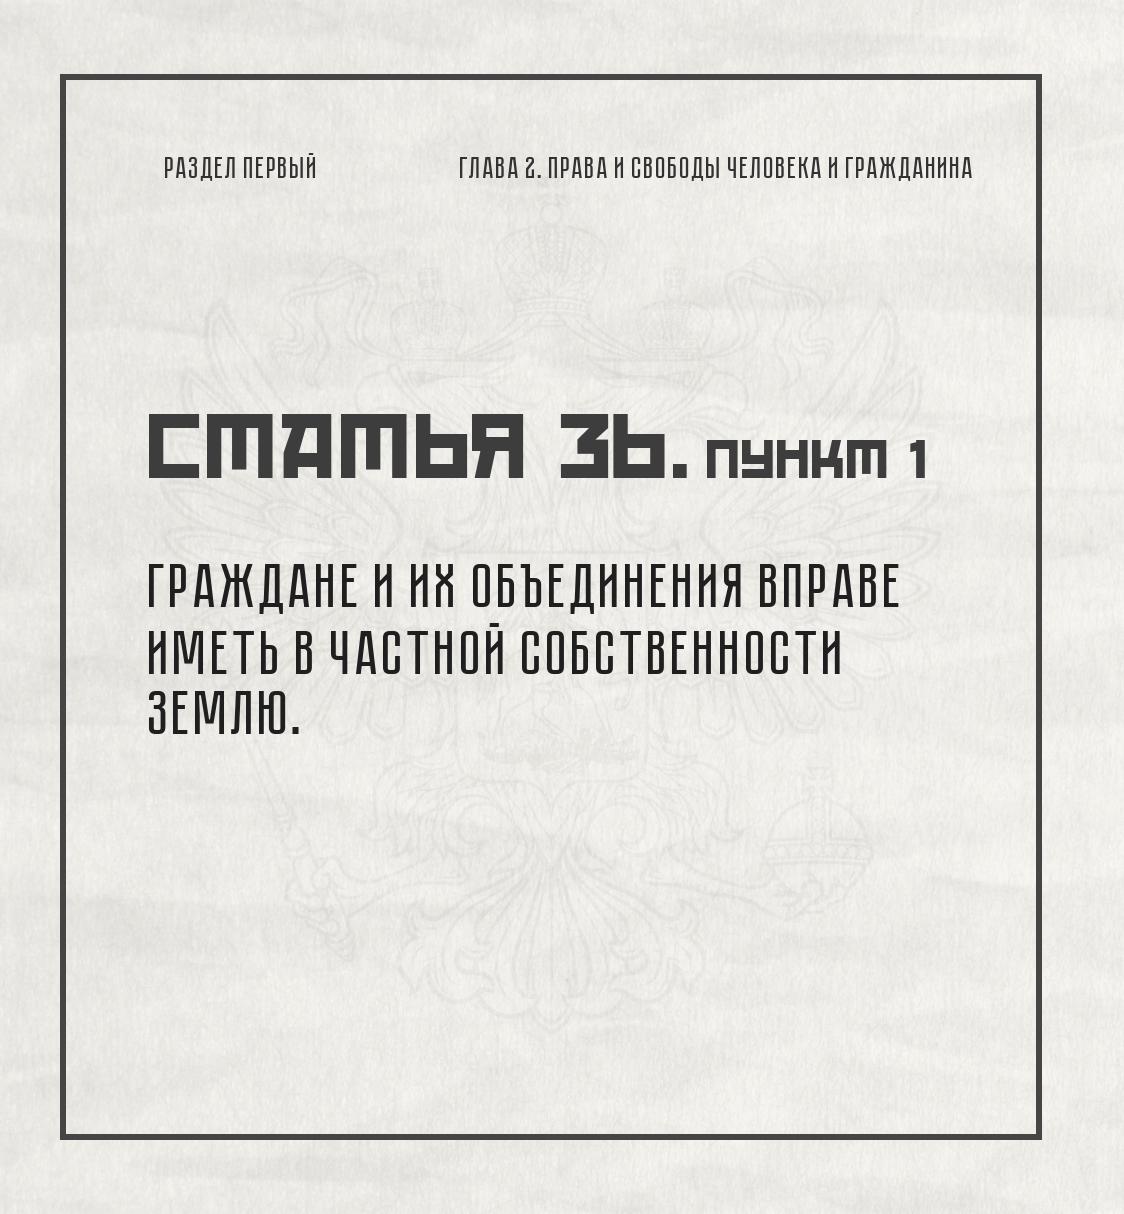 РАЗДЕЛ ПЕРВЫЙ ГЛАВА 2. ПРАВА И СВОБОДЫ ЧЕЛОВЕКА И ГРАЖДАНИНА
СТАТЬЯ 36. ПУНКТ 1
ГРАЖДАНЕ И ИХ ОБЪЕДИНЕНИЯ ВПРАВЕ
ИМЕТЬ В ЧАСТНОЙ СОБСТВЕННОСТИ
ЗЕМЛЮ.